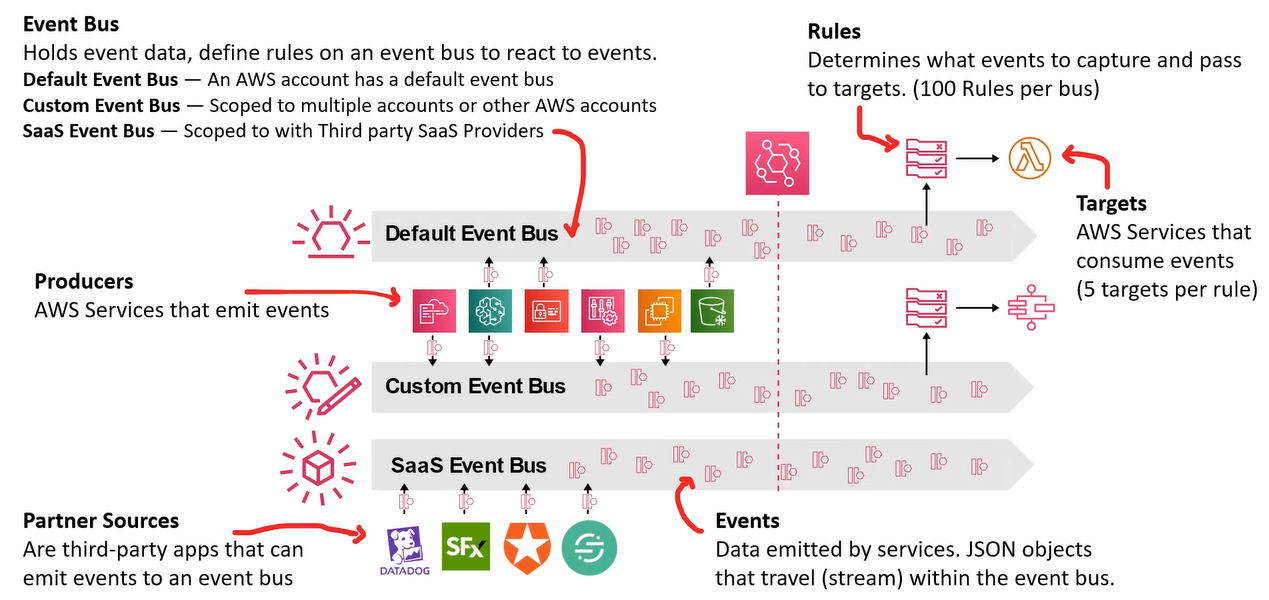 Event Bus
Holds event data, define rules on an event bus to react to events.
Default Event Bus — An AWS account has a default event bus
Custom Event Bus — Scoped to multiple accounts or other AWS accounts
SaaS Event Bus — Scoped to with Third party SaaS Providers
Rules
Determines what events to capture and pass
to targets. (100 Rules per bus)
Targets
AWS Services that
consume events
(5 targets per rule)
Default Event Bus
Producers
AWS Services that emit events
Custom Event Bus
SaaS Event Bus
Partner Sources
Are third-party apps that can
emit events to an event bus
DATADOG
SFx
Events
Data emitted by services. JSON objects
that travel (stream) within the event bus.